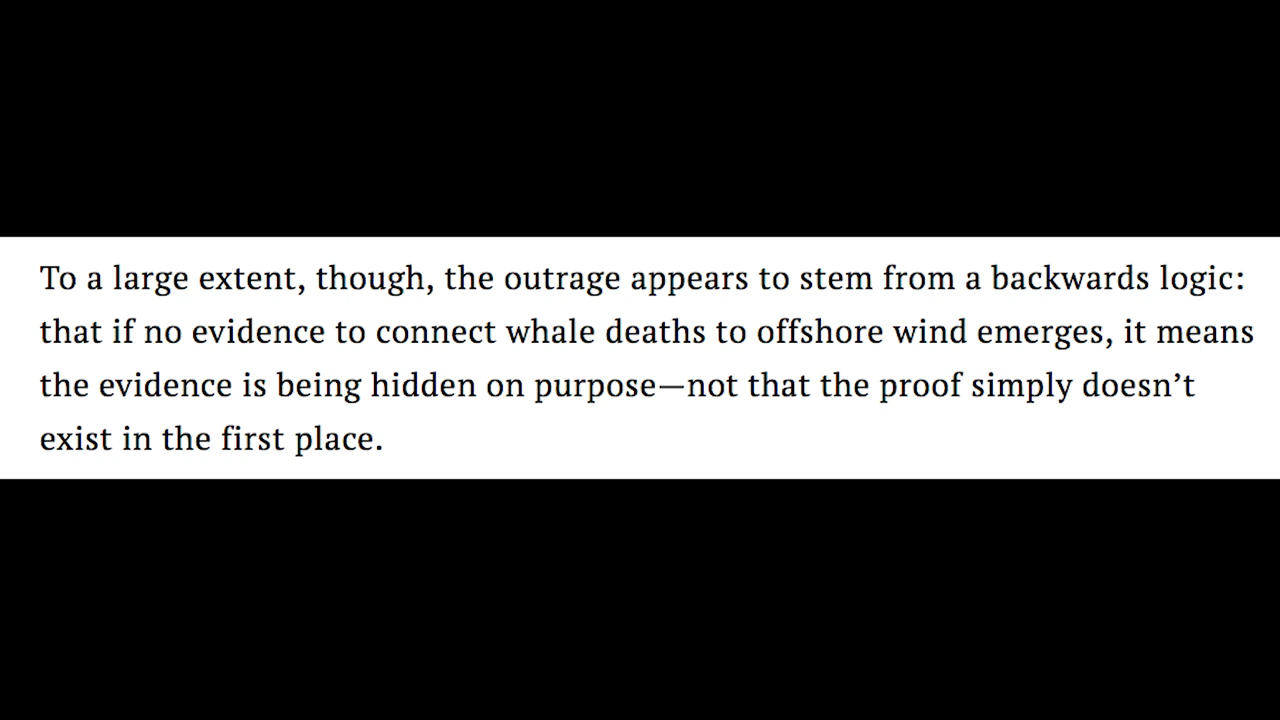 To a large extent, though, the outrage appears to stem from a backwards logic:
that if no evidence to connect whale deaths to offshore wind emerges, it means
the evidence is being hidden on purpose—not that the proof simply doesn’t
exist in the first place.